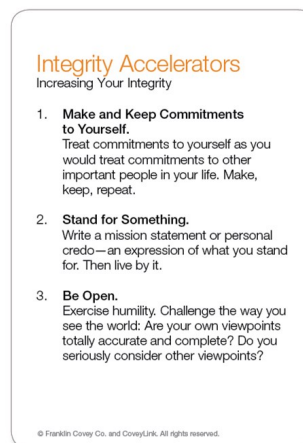 Integrity Accelerators
Increasing Your Integrity
1. Make and Keep Commitments
to Yourself.
Treat commitments to yourself as you
would treat commitments to other
important people in your life. Make,
keep, repeat.
2. Stand for Something.
Write a mission statement or personal
credo—an expression of what you stand
for. Then live by it.
3. Be Open.
Exercise humility. Challenge the way you
see the world: Are your own viewpoints
totally accurate and complete? Do you
seriously consider other viewpoints?
© Franklin Covey Co. and CoveyLink. All rights reserved.